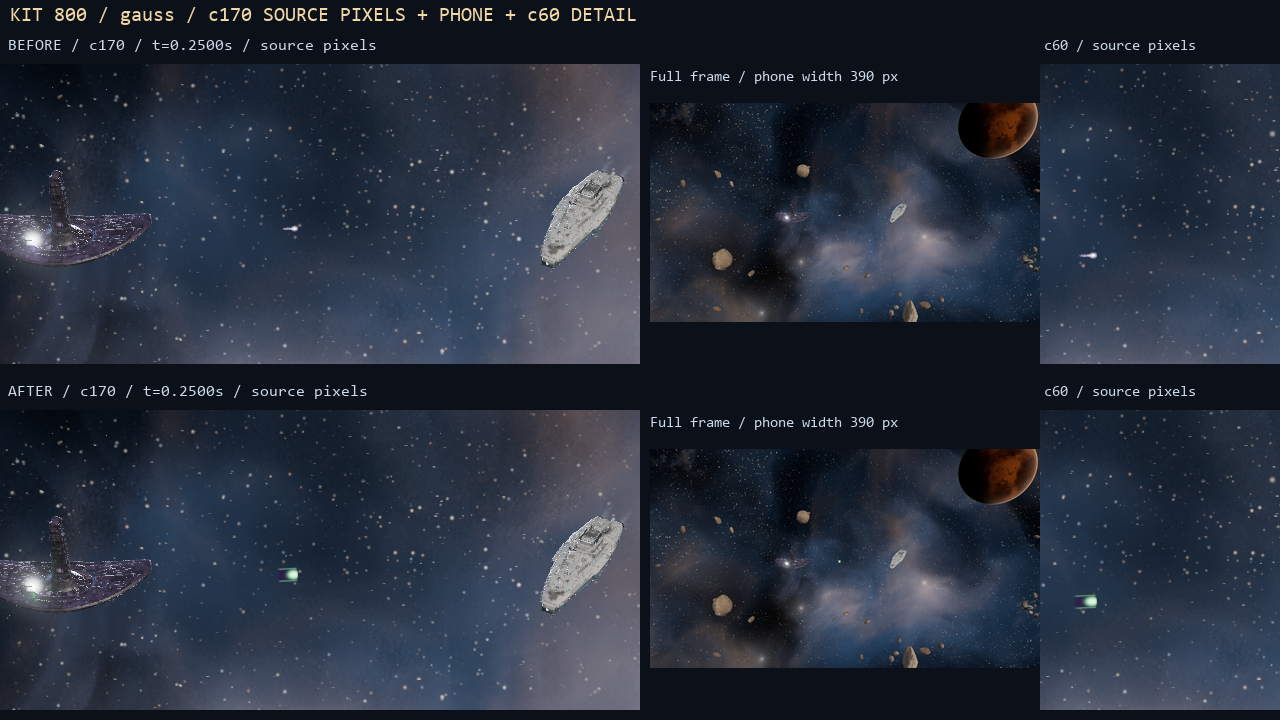 KIT 800 / gauss / c170 SOURCE PIXELS + PHONE + c60 DETAIL
BEFORE / c170 / t=0.2500s / source pixels
c60 / source pixels
Full frame / phone width 390 px
AFTER / c170 / t=0.2500s / source pixels
c60 / source pixels
Full frame / phone width 390 px